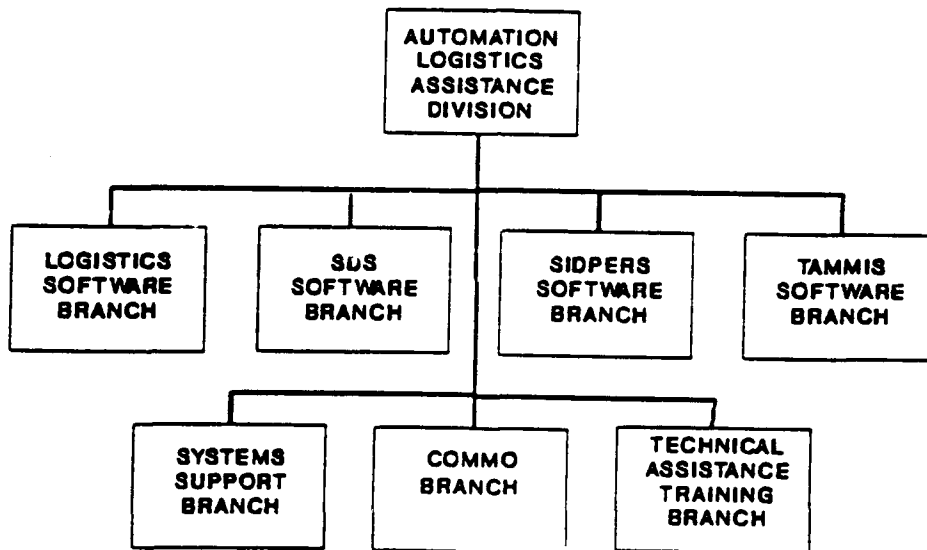 AUTOMATION
LOGISTICS
ASSISTANCE
DIVISION
LOGISTICS
SOFTWARE
BRANCH
SDS
SOFTWARE
BRANCH
SIDPERS
SOFTWARE
BRANCH
TAMMIS
SOFTWARE
BRANCH
SYSTEMS
SUPPORT
BRANCH
COMMO
BRANCH
TECHNICAL
ASSISTANCE
TRAINING
BRANCH